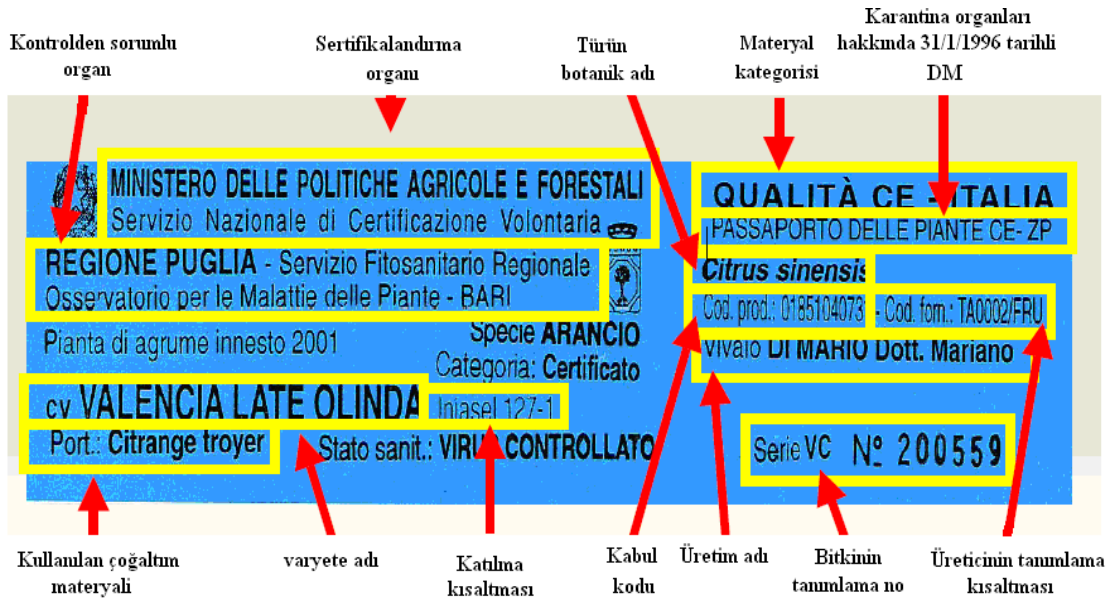 Kontrolden sorumlu
organ
Sertifikalandırma
organı
Türün
botanik adı
Materyal
kategorisi
Karantina organları
hakkında 31/1/1996 tarihli
DM
MINISTERO DELLE POLITICHE AGRICOLE E FORESTALI
Servizio Nazionale di Certificazione Volontaria
REGIONE PUGLIA - Servizio Fitosanitario Regionale
Osservatorio per le Malattie delle Piante - BARI
Pianta di agrume innesto 2001
Specie ARANCIO
Categoria: Certificato
cv VALENCIA LATE OLINDA
Iniasel 127-1
Port.: Citrange troyer
Stato sanit.: VIRUS CONTROLLATO
QUALITÀ CE - ITALIA
PASSAPORTO DELLE PIANTE CE- ZP
Citrus sinensis
Cod. prod.: 0185104073 - Cod. forn.: TA0002/FRU
Vivaio DI MARIO Dott. Mariano
Serie VC Nº 200559
Kullanılan çoğaltım
materyali
varyete adı
Katılma
kısaltması
Kabul
kodu
Üretim adı
Bitkinin
tanımlama no
Üreticinin tanımlama
kısaltması